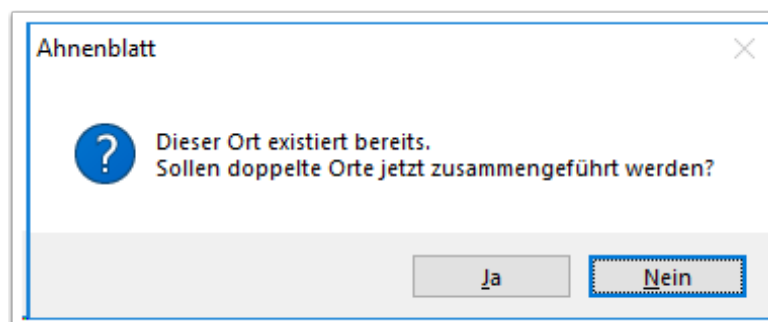 Ahnenblatt
Dieser Ort existiert bereits.
Sollen doppelte Orte jetzt zusammengeführt werden?
Ja
Nein